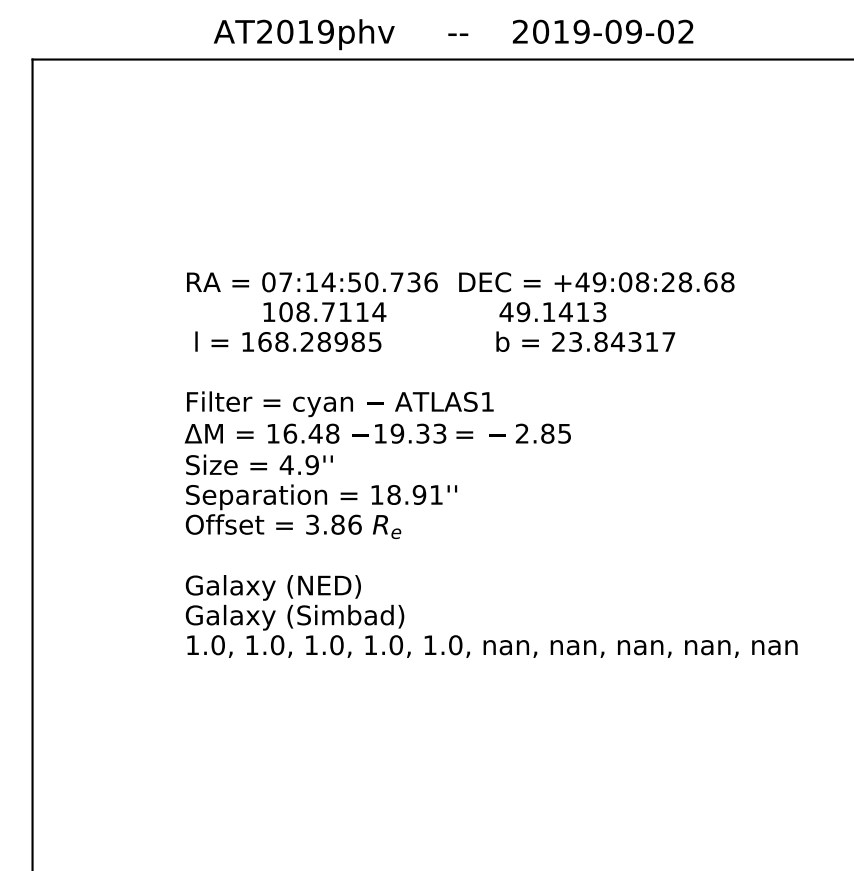 AT2019phv -- 2019-09-02
RA = 07:14:50.736 DEC = +49:08:28.68
108.7114 49.1413
l = 168.28985 b = 23.84317
Filter = cyan − ATLAS1
ΔM = 16.48 −19.33 = − 2.85
Size = 4.9''
Separation = 18.91''
Offset = 3.86 Rₑ
Galaxy (NED)
Galaxy (Simbad)
1.0, 1.0, 1.0, 1.0, 1.0, nan, nan, nan, nan, nan